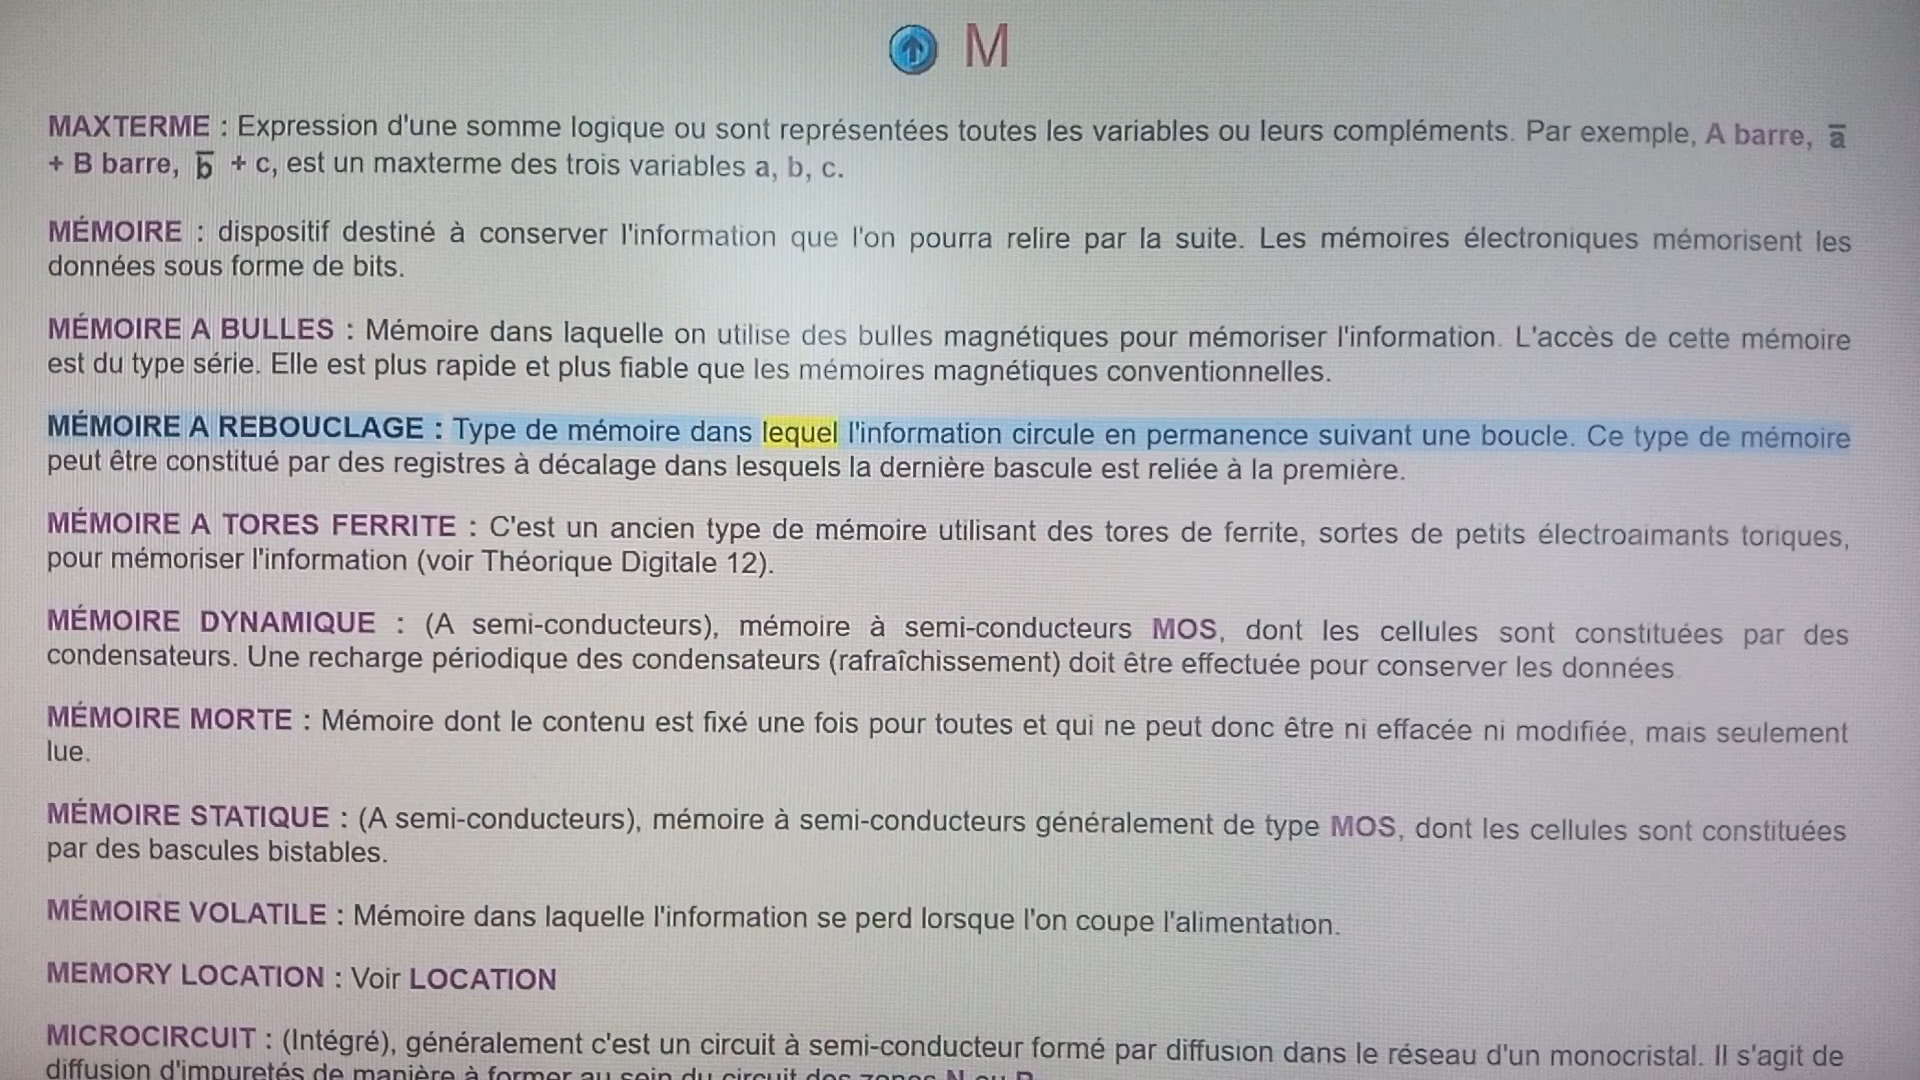 M
MAXTERME : Expression d'une somme logique ou sont représentées toutes les variables ou leurs compléments. Par exemple, A barre, a̅
+ B barre, b̅ + c, est un maxterme des trois variables a, b, c.
MÉMOIRE : dispositif destiné à conserver l'information que l'on pourra relire par la suite. Les mémoires électroniques mémorisent les
données sous forme de bits.
MÉMOIRE A BULLES : Mémoire dans laquelle on utilise des bulles magnétiques pour mémoriser l'information. L'accès de cette mémoire
est du type série. Elle est plus rapide et plus fiable que les mémoires magnétiques conventionnelles.
MÉMOIRE A REBOUCLAGE : Type de mémoire dans lequel l'information circule en permanence suivant une boucle. Ce type de mémoire
peut être constitué par des registres à décalage dans lesquels la dernière bascule est reliée à la première.
MÉMOIRE A TORES FERRITE : C'est un ancien type de mémoire utilisant des tores de ferrite, sortes de petits électroaimants toriques,
pour mémoriser l'information (voir Théorique Digitale 12).
MÉMOIRE DYNAMIQUE : (A semi-conducteurs), mémoire à semi-conducteurs MOS, dont les cellules sont constituées par des
condensateurs. Une recharge périodique des condensateurs (rafraîchissement) doit être effectuée pour conserver les données.
MÉMOIRE MORTE : Mémoire dont le contenu est fixé une fois pour toutes et qui ne peut donc être ni effacée ni modifiée, mais seulement
lue.
MÉMOIRE STATIQUE : (A semi-conducteurs), mémoire à semi-conducteurs généralement de type MOS, dont les cellules sont constituées
par des bascules bistables.
MÉMOIRE VOLATILE : Mémoire dans laquelle l'information se perd lorsque l'on coupe l'alimentation.
MEMORY LOCATION : Voir LOCATION
MICROCIRCUIT : (Intégré), généralement c'est un circuit à semi-conducteur formé par diffusion dans le réseau d'un monocristal. Il s'agit de
diffusion d'impuretés de manière à former au sein du circuit des zones N ou P.